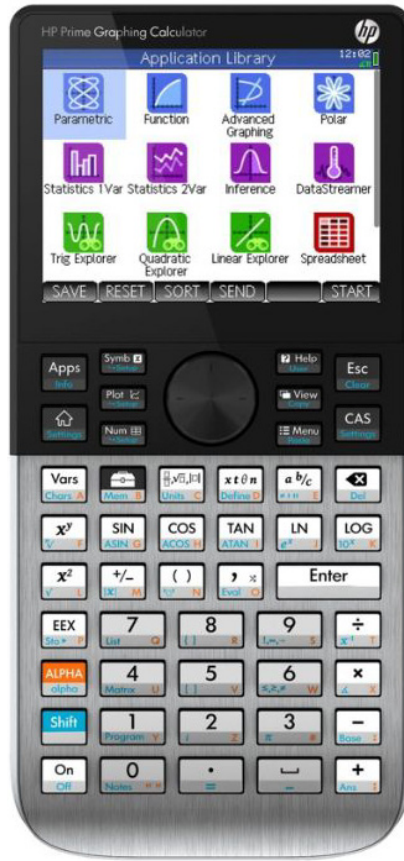 HP Prime Graphing Calculator hp
Application Library 12:02
Parametric Function Advanced Graphing Polar
Statistics 1Var Statistics 2Var Inference DataStreamer
Trig Explorer Quadratic Explorer Linear Explorer Spreadsheet
SAVE RESET SORT SEND START
Apps Symb Help Esc
Info Setup User Clear
Plot View
Setup Copy
Settings Num Menu CAS
Setup Paste Settings
Vars x t θ n a b/c
Chars A Mem B Units C Define D E Del
xʸ SIN COS TAN LN LOG
F ASIN G ACOS H ATAN I eˣ J 10ˣ K
x² +/- ( ) , Enter
√ L |x| M N Eval O
EEX 7 8 9 ÷
Sto ► P List Q { } R !,∞,→ S x⁻¹ T
ALPHA 4 5 6 ×
alpha Matrix U [ ] V ≤,≥,≠ W ∡ X
Shift 1 2 3 −
Program Y i Z π # Base :
On 0 . +
Off Notes " " = _ Ans ;